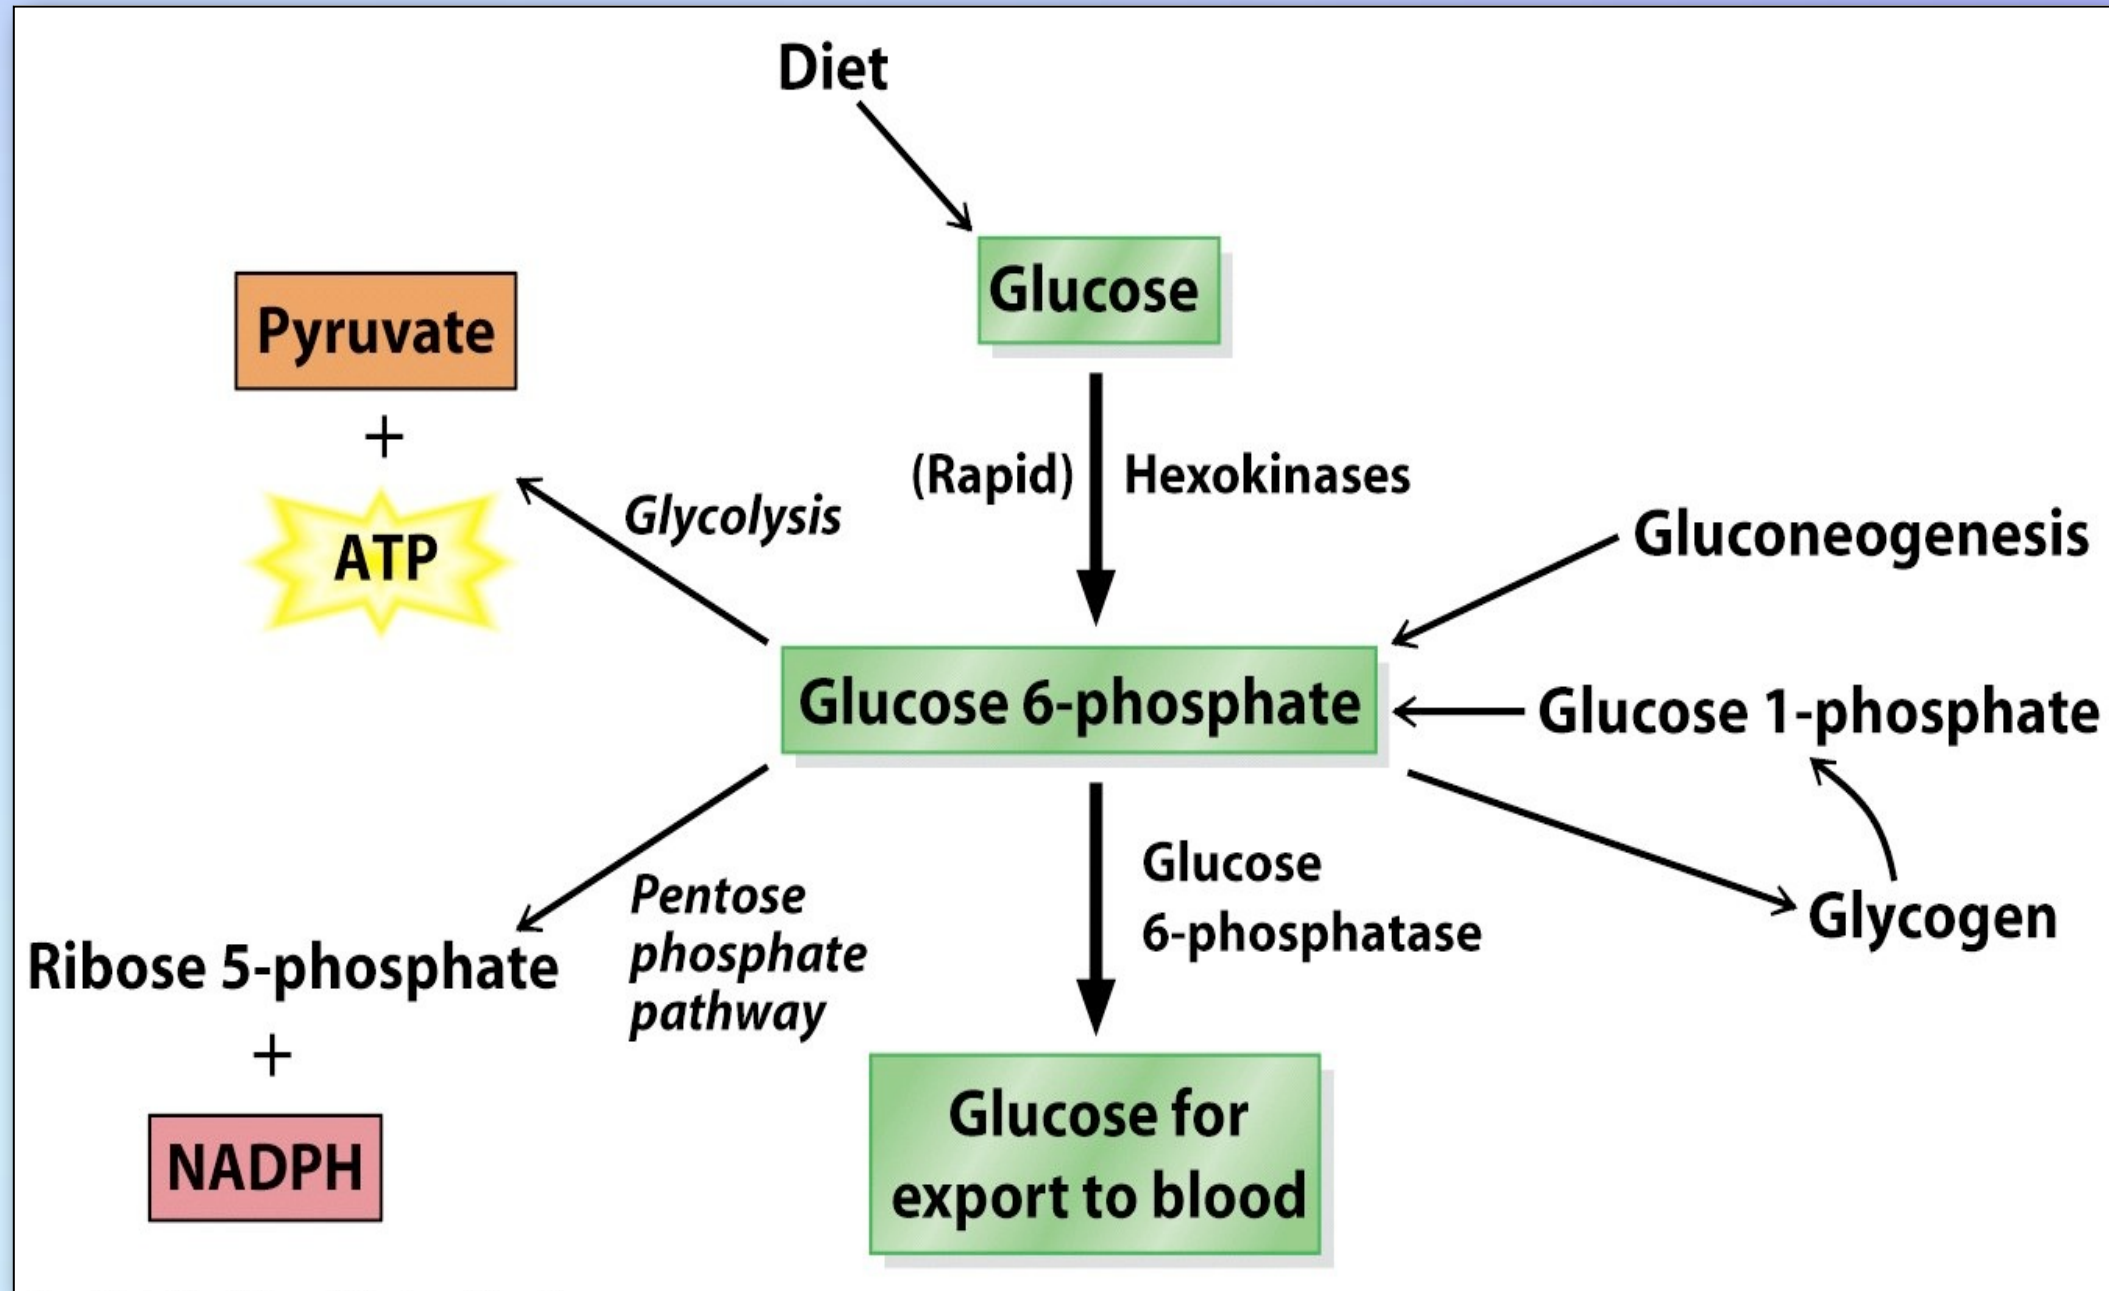 Diet
Glucose
Pyruvate
+
ATP
Glycolysis
(Rapid) Hexokinases
Gluconeogenesis
Glucose 6-phosphate
Glucose 1-phosphate
Glucose
6-phosphatase
Glycogen
Pentose
phosphate
pathway
Ribose 5-phosphate
+
NADPH
Glucose for
export to blood